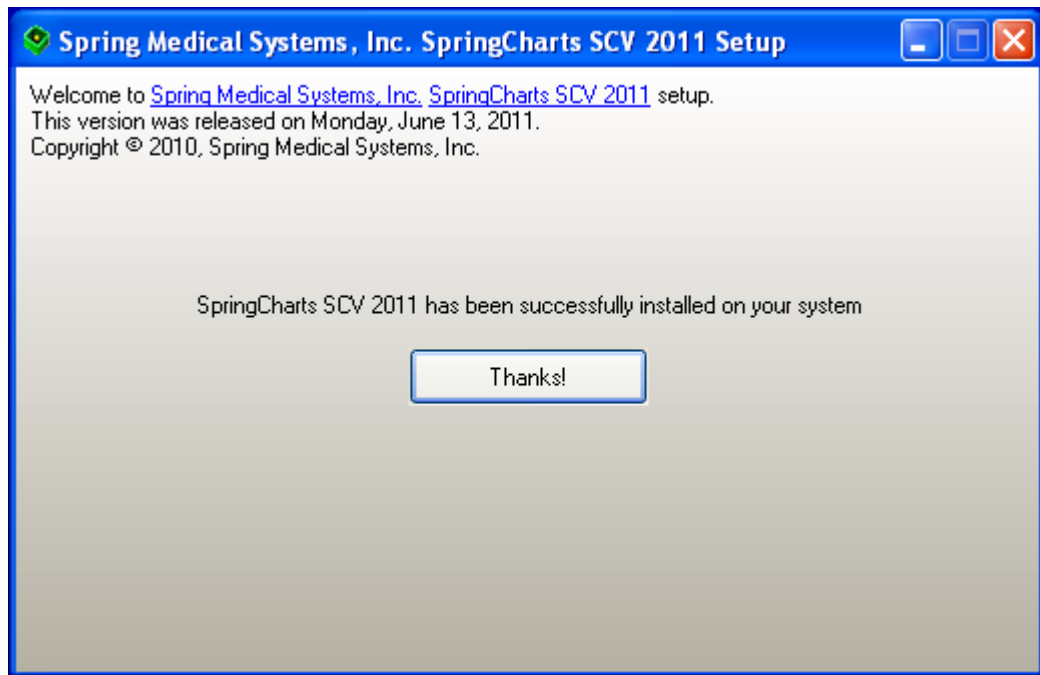 Spring Medical Systems, Inc. SpringCharts SCV 2011 Setup
Welcome to Spring Medical Systems, Inc. SpringCharts SCV 2011 setup.
This version was released on Monday, June 13, 2011.
Copyright © 2010, Spring Medical Systems, Inc.
SpringCharts SCV 2011 has been successfully installed on your system
Thanks!